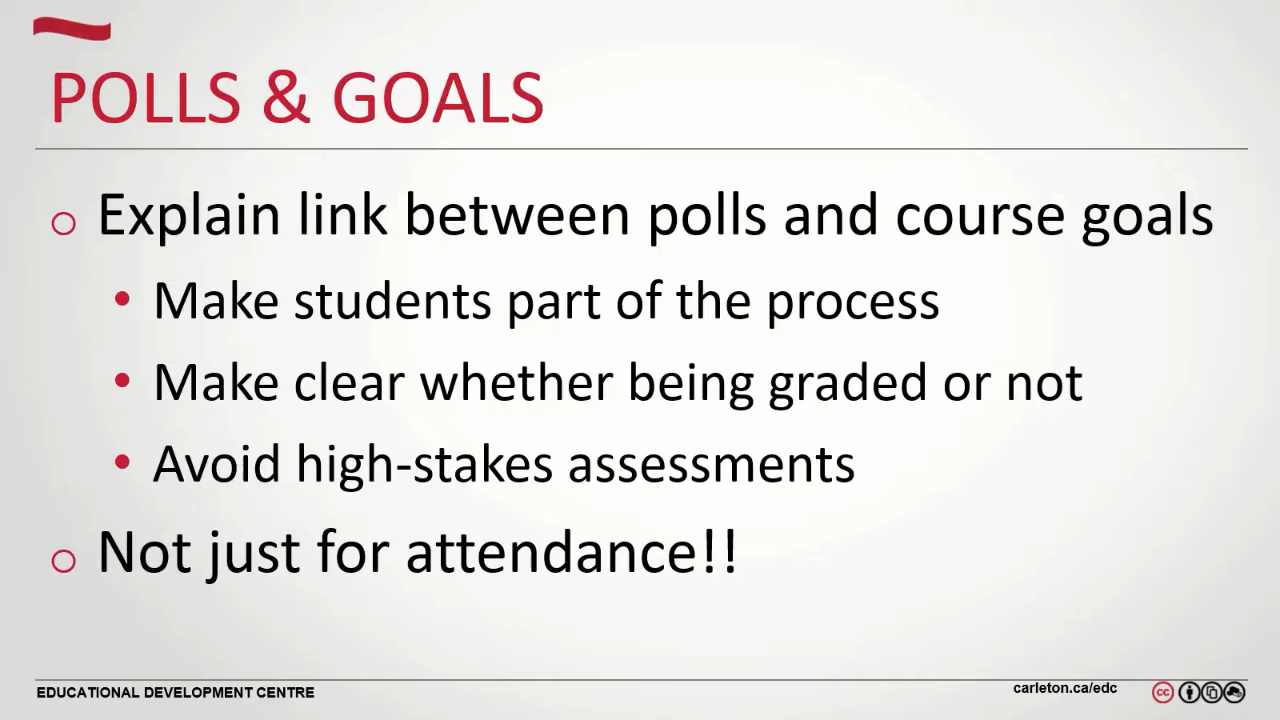 POLLS & GOALS
Explain link between polls and course goals
Make students part of the process
Make clear whether being graded or not
Avoid high-stakes assessments
Not just for attendance!!
EDUCATIONAL DEVELOPMENT CENTRE
carleton.ca/edc
cc